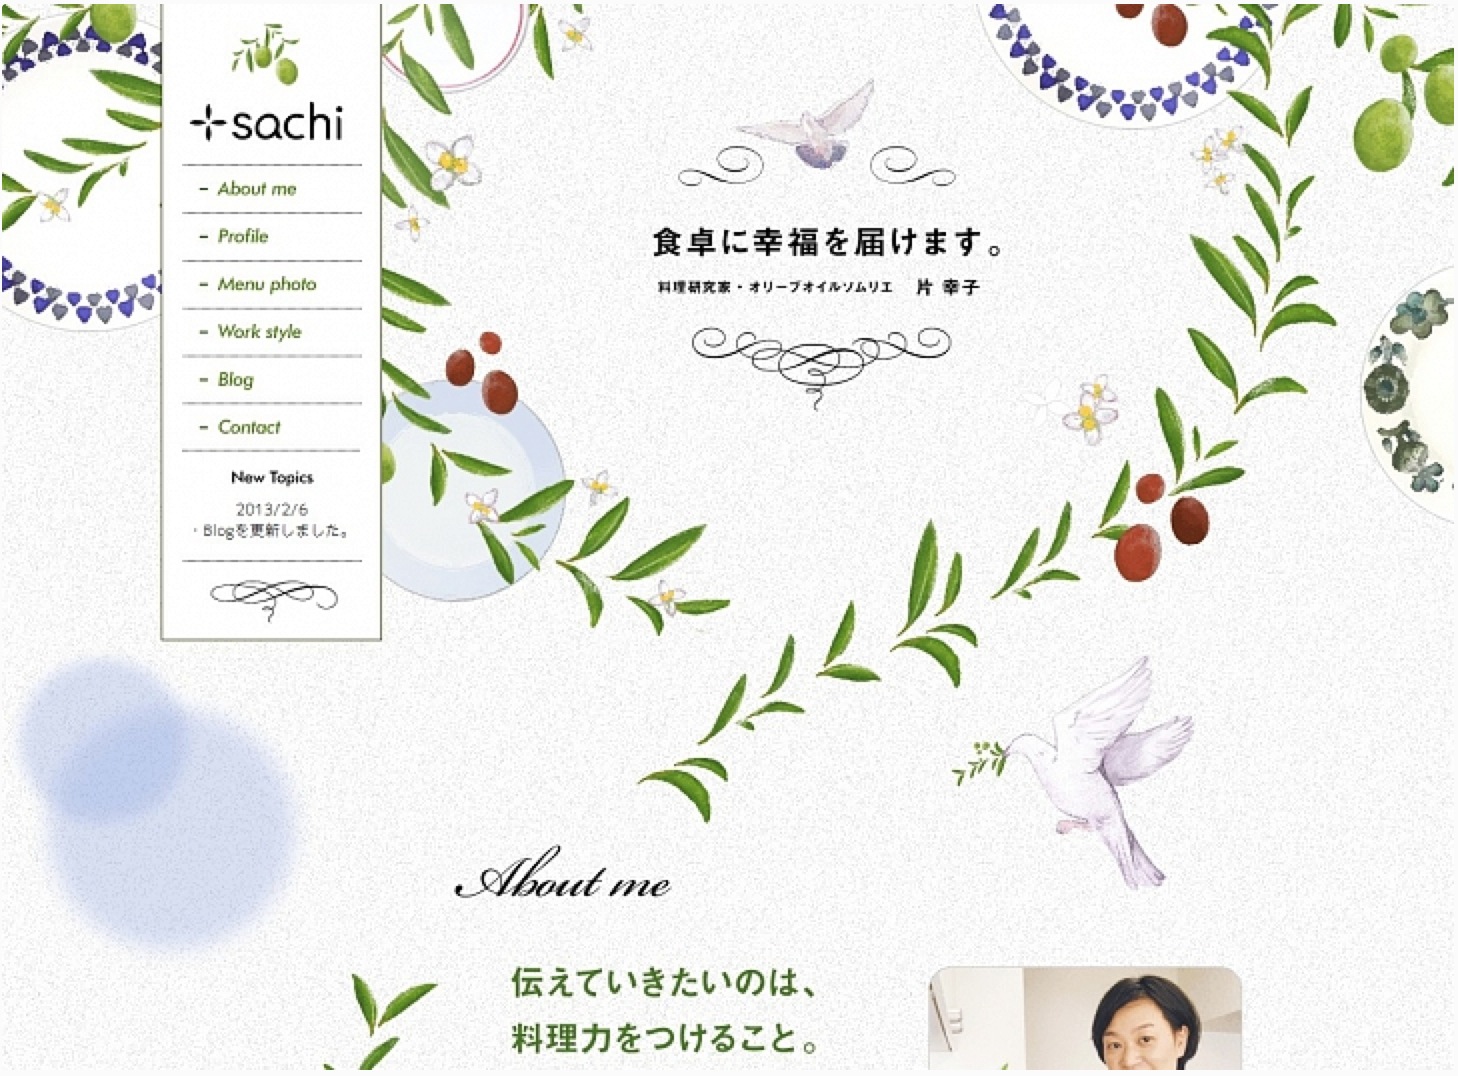 sachi
- About me
- Profile
- Menu photo
- Work style
- Blog
- Contact
New Topics
2013/2/6
・Blogを更新しました。
食卓に幸福を届けます。
料理研究家・オリーブオイルソムリエ 片 幸子
About me
伝えていきたいのは、
料理力をつけること。